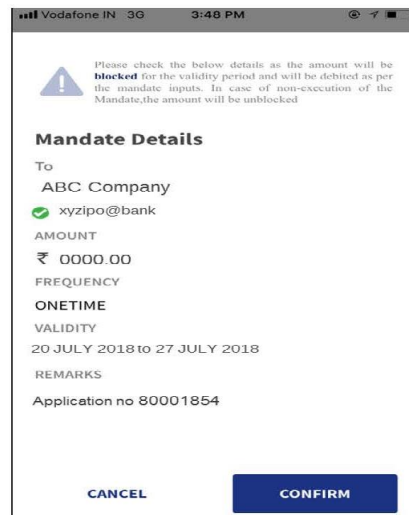 Vodafone IN 3G 3:48 PM
Please check the below details as the amount will be
blocked for the validity period and will be debited as per
the mandate inputs. In case of non-execution of the
Mandate,the amount will be unblocked
Mandate Details
To
ABC Company
xyzipo@bank
AMOUNT
₹ 0000.00
FREQUENCY
ONETIME
VALIDITY
20 JULY 2018 to 27 JULY 2018
REMARKS
Application no 80001854
CANCEL CONFIRM